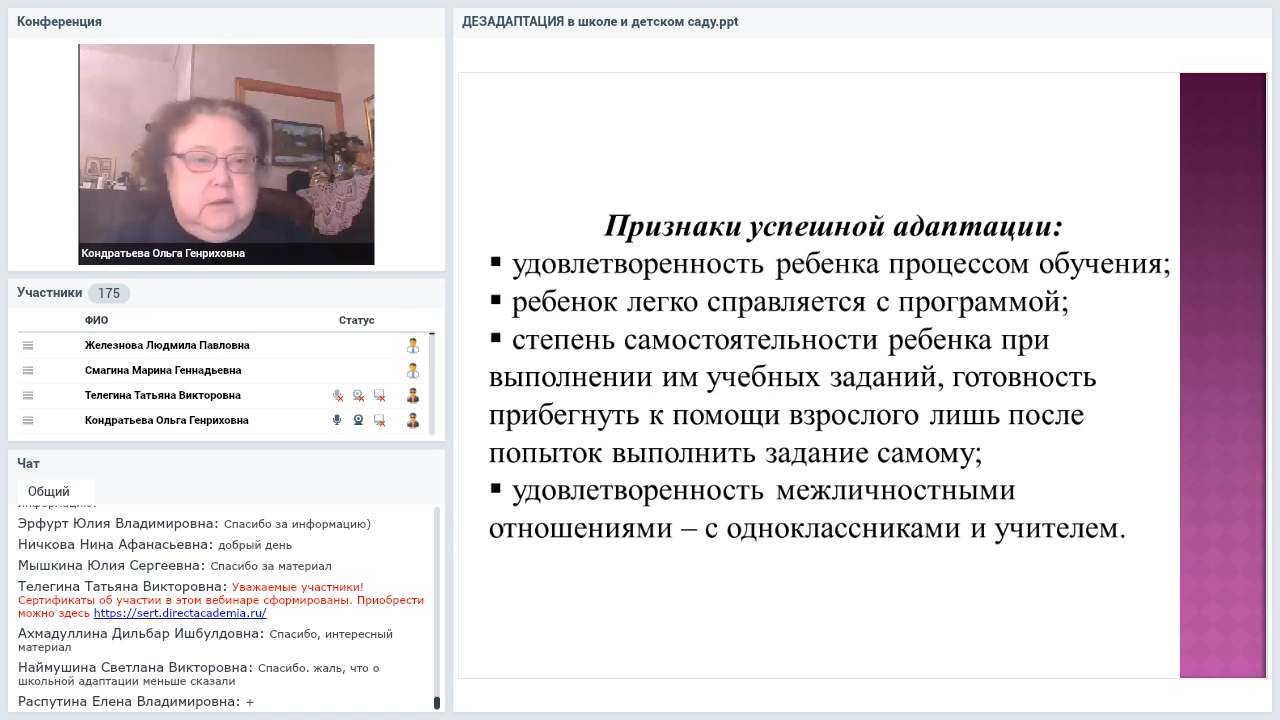 Конференция
Кондратьева Ольга Генриховна
Участники 175
ФИО Статус
Железнова Людмила Павловна
Смагина Марина Геннадьевна
Телегина Татьяна Викторовна
Кондратьева Ольга Генриховна
Чат
Общий
Эрфурт Юлия Владимировна: Спасибо за информацию)
Ничкова Нина Афанасьевна: добрый день
Мышкина Юлия Сергеевна: Спасибо за материал
Телегина Татьяна Викторовна: Уважаемые участники!
Сертификаты об участии в этом вебинаре сформированы. Приобрести
можно здесь https://sert.directacademia.ru/
Ахмадуллина Дильбар Ишбулдовна: Спасибо, интересный
материал
Наймушина Светлана Викторовна: Спасибо. жаль, что о
школьной адаптации меньше сказали
Распутина Елена Владимировна: +
ДЕЗАДАПТАЦИЯ в школе и детском саду.ppt
Признаки успешной адаптации:
▪ удовлетворенность ребенка процессом обучения;
▪ ребенок легко справляется с программой;
▪ степень самостоятельности ребенка при
выполнении им учебных заданий, готовность
прибегнуть к помощи взрослого лишь после
попыток выполнить задание самому;
▪ удовлетворенность межличностными
отношениями – с одноклассниками и учителем.